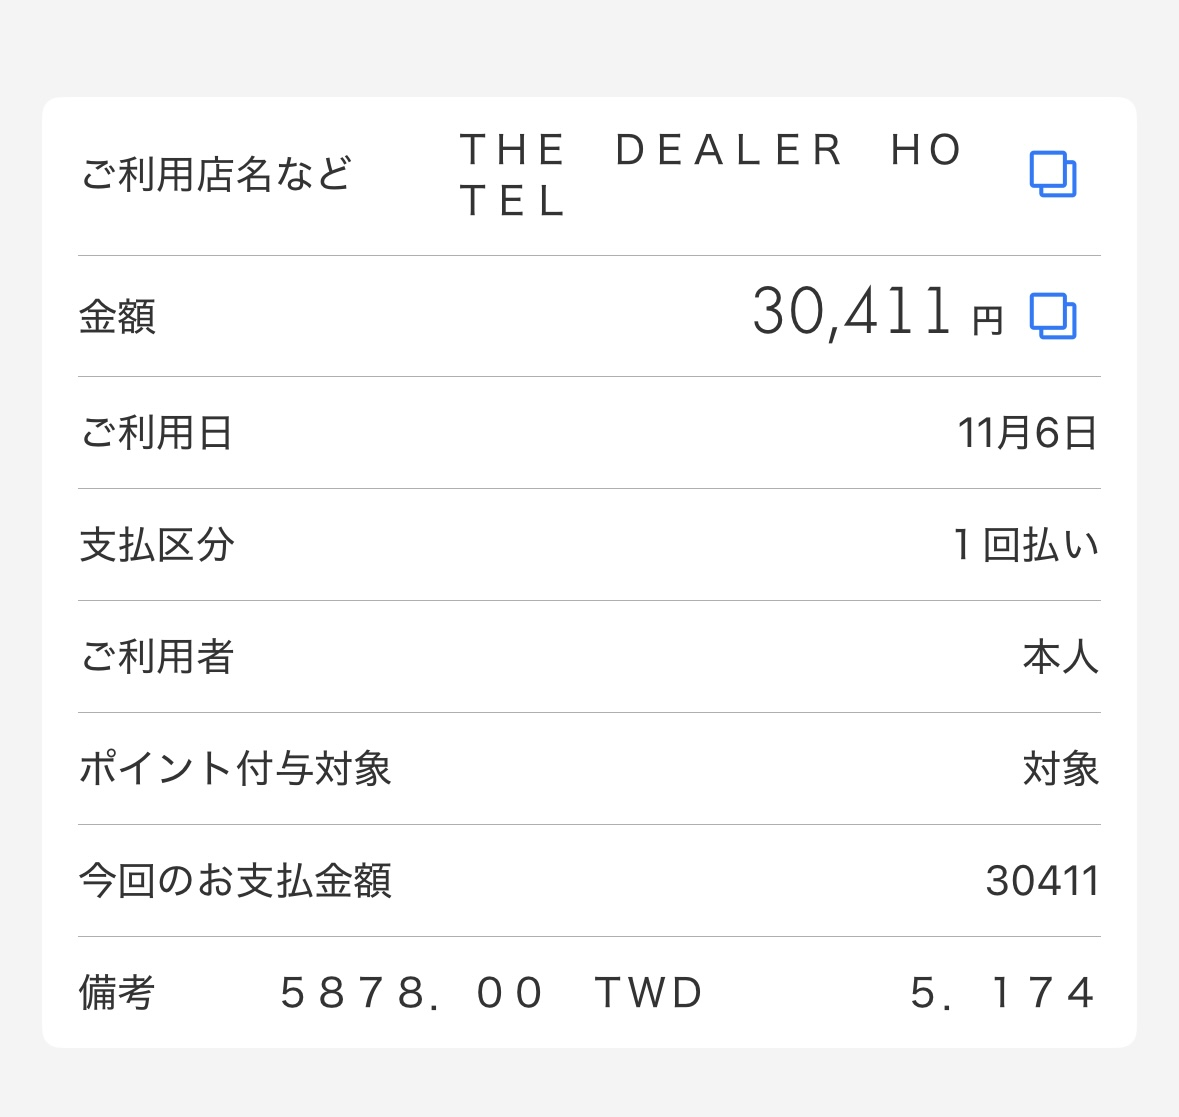 ご利用店名など
ＴＨＥ　ＤＥＡＬＥＲ　ＨＯ
ＴＥＬ
金額
30,411 円
ご利用日
11月6日
支払区分
１回払い
ご利用者
本人
ポイント付与対象
対象
今回のお支払金額
30411
備考
５８７８．００　ＴＷＤ　　　　　５．１７４